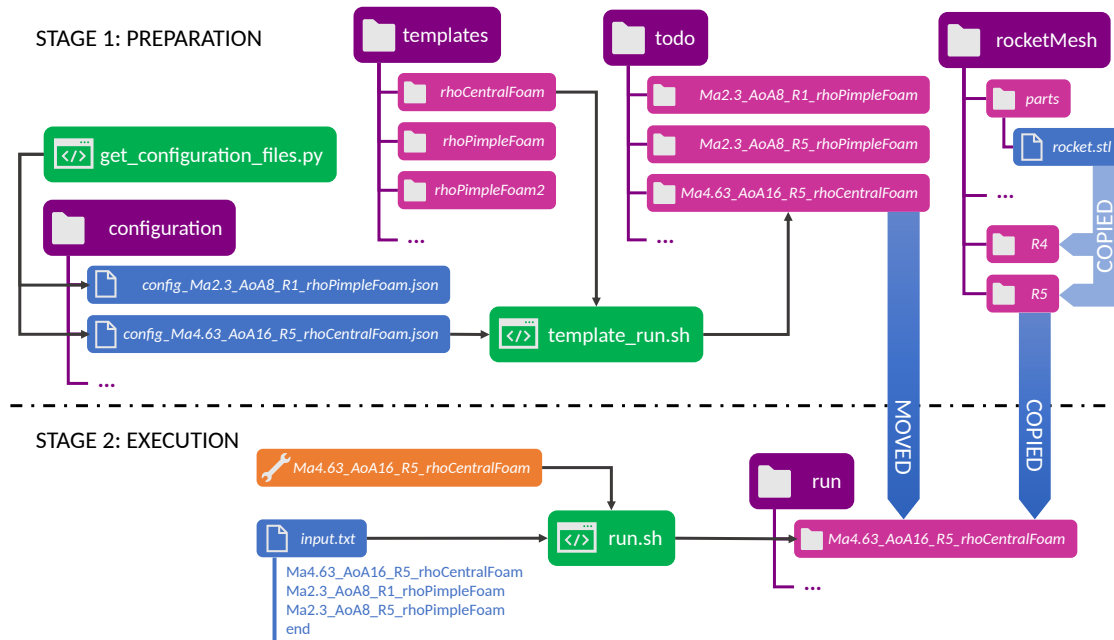 STAGE 1: PREPARATION
templates
rhoCentralFoam
rhoPimpleFoam
rhoPimpleFoam2
...
todo
Ma2.3_AoA8_R1_rhoPimpleFoam
Ma2.3_AoA8_R5_rhoPimpleFoam
Ma4.63_AoA16_R5_rhoCentralFoam
...
rocketMesh
parts
rocket.stl
...
R4
R5
COPIED
get_configuration_files.py
configuration
config_Ma2.3_AoA8_R1_rhoPimpleFoam.json
config_Ma4.63_AoA16_R5_rhoCentralFoam.json
...
template_run.sh
MOVED
COPIED
STAGE 2: EXECUTION
Ma4.63_AoA16_R5_rhoCentralFoam
input.txt
Ma4.63_AoA16_R5_rhoCentralFoam
Ma2.3_AoA8_R1_rhoPimpleFoam
Ma2.3_AoA8_R5_rhoPimpleFoam
end
run.sh
run
Ma4.63_AoA16_R5_rhoCentralFoam
...